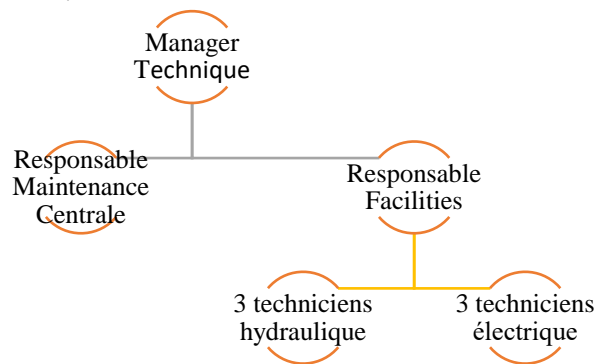 Manager
Technique
Responsable
Maintenance
Centrale
Responsable
Facilities
3 techniciens
hydraulique
3 techniciens
électrique